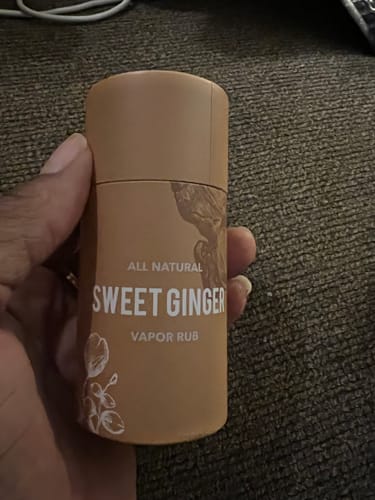 ALL NATURAL
SWEET GINGER
VAPOR RUB